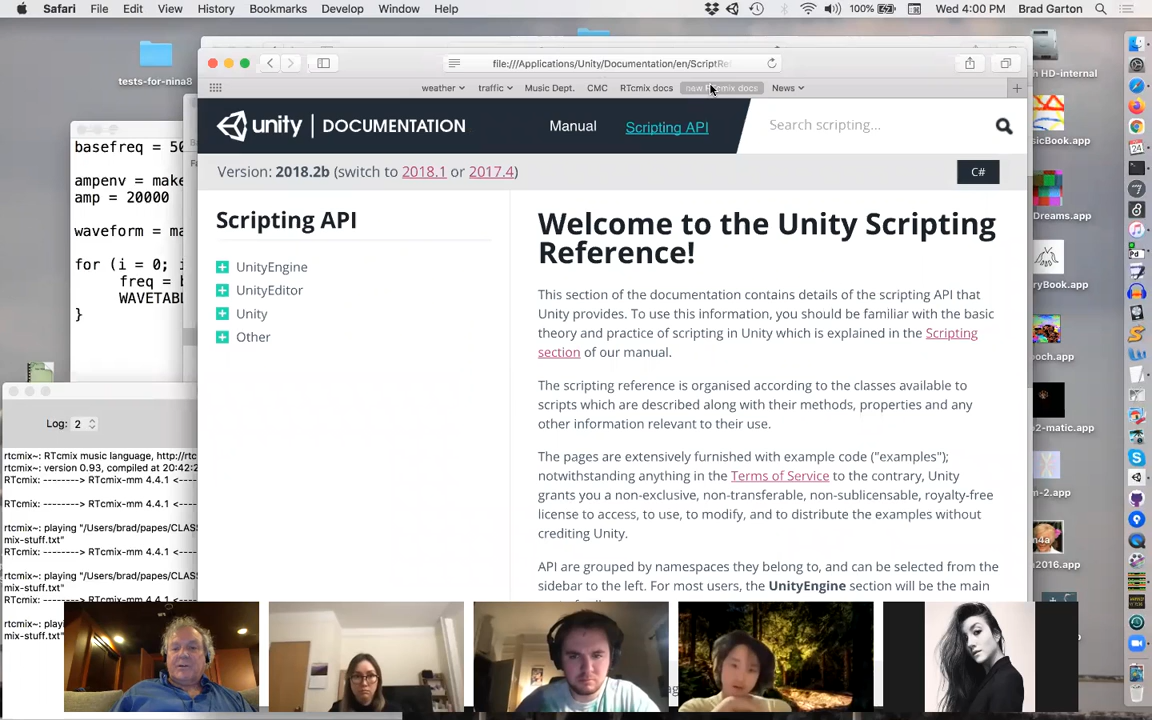 Safari File Edit View History Bookmarks Develop Window Help 100% Wed 4:00 PM Brad Garton
tests-for-nina8
HD-internal
file:///Applications/Unity/Documentation/en/ScriptRe
weather traffic Music Dept. CMC RTcmix docs new RTcmix docs News
unity | DOCUMENTATION
Manual
Scripting API
Search scripting...
Version: 2018.2b (switch to 2018.1 or 2017.4)
C#
Scripting API
UnityEngine
UnityEditor
Unity
Other
Welcome to the Unity Scripting
Reference!
This section of the documentation contains details of the scripting API that
Unity provides. To use this information, you should be familiar with the basic
theory and practice of scripting in Unity which is explained in the Scripting
section of our manual.
The scripting reference is organised according to the classes available to
scripts which are described along with their methods, properties and any
other information relevant to their use.
The pages are extensively furnished with example code ("examples");
notwithstanding anything in the Terms of Service to the contrary, Unity
grants you a non-exclusive, non-transferable, non-sublicensable, royalty-free
license to access, to use, to modify, and to distribute the examples without
crediting Unity.
API are grouped by namespaces they belong to, and can be selected from the
sidebar to the left. For most users, the UnityEngine section will be the main
basefreq = 50
ampenv = make
amp = 20000
waveform = ma
for (i = 0; i
freq = b
WAVETABL
}
Log: 2
rtcmix~: RTcmix music language, http://rtc
rtcmix~: version 0.93, compiled at 20:42:2
RTcmix: --------> RTcmix-mm 4.4.1 <---
RTcmix: --------> RTcmix-mm 4.4.1 <---
rtcmix~: playing "/Users/brad/papes/CLAS
mix-stuff.txt"
RTcmix: --------> RTcmix-mm 4.4.1 <---
rtcmix~: playing "/Users/brad/papes/CLAS
mix-stuff.txt"
RTcmix: --------> RTcmix-mm 4.4.1 <---
rtcmix~: playing
mix-stuff.txt"
sicBook.app
Dreams.app
ryBook.app
och.app
o2-matic.app
m-2.app
n2016.app